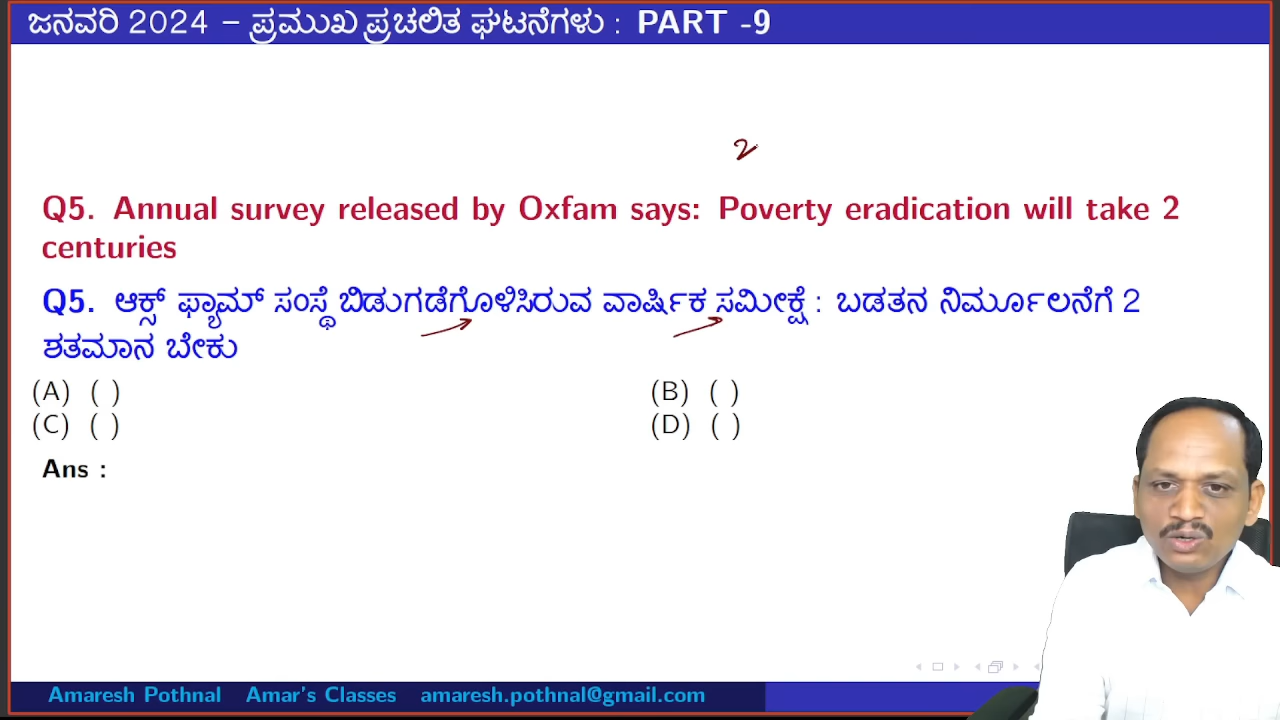 ಜನವರಿ 2024 – ಪ್ರಮುಖ ಪ್ರಚಲಿತ ಘಟನೆಗಳು : PART -9
2
Q5. Annual survey released by Oxfam says: Poverty eradication will take 2
centuries
Q5. ಆಕ್ಸ್ ಫ್ಯಾಮ್ ಸಂಸ್ಥೆ ಬಿಡುಗಡೆಗೊಳಿಸಿರುವ ವಾರ್ಷಿಕ ಸಮೀಕ್ಷೆ : ಬಡತನ ನಿರ್ಮೂಲನೆಗೆ 2
ಶತಮಾನ ಬೇಕು
(A) ( ) (B) ( )
(C) ( ) (D) ( )
Ans :
Amaresh Pothnal Amar's Classes amaresh.pothnal@gmail.com